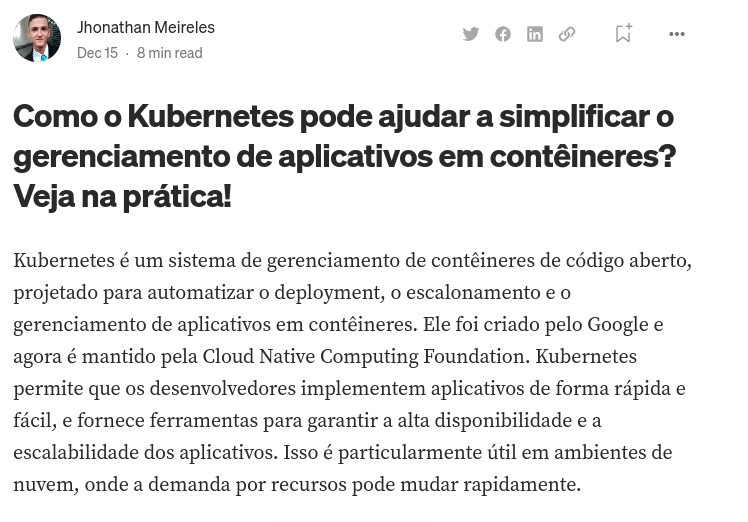 Jhonathan Meireles
Dec 15 · 8 min read
Como o Kubernetes pode ajudar a simplificar o
gerenciamento de aplicativos em contêineres?
Veja na prática!
Kubernetes é um sistema de gerenciamento de contêineres de código aberto,
projetado para automatizar o deployment, o escalonamento e o
gerenciamento de aplicativos em contêineres. Ele foi criado pelo Google e
agora é mantido pela Cloud Native Computing Foundation. Kubernetes
permite que os desenvolvedores implementem aplicativos de forma rápida e
fácil, e fornece ferramentas para garantir a alta disponibilidade e a
escalabilidade dos aplicativos. Isso é particularmente útil em ambientes de
nuvem, onde a demanda por recursos pode mudar rapidamente.